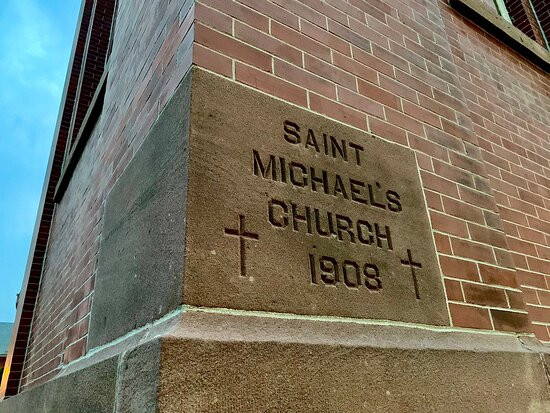 SAINT
MICHAEL'S
CHURCH
1908